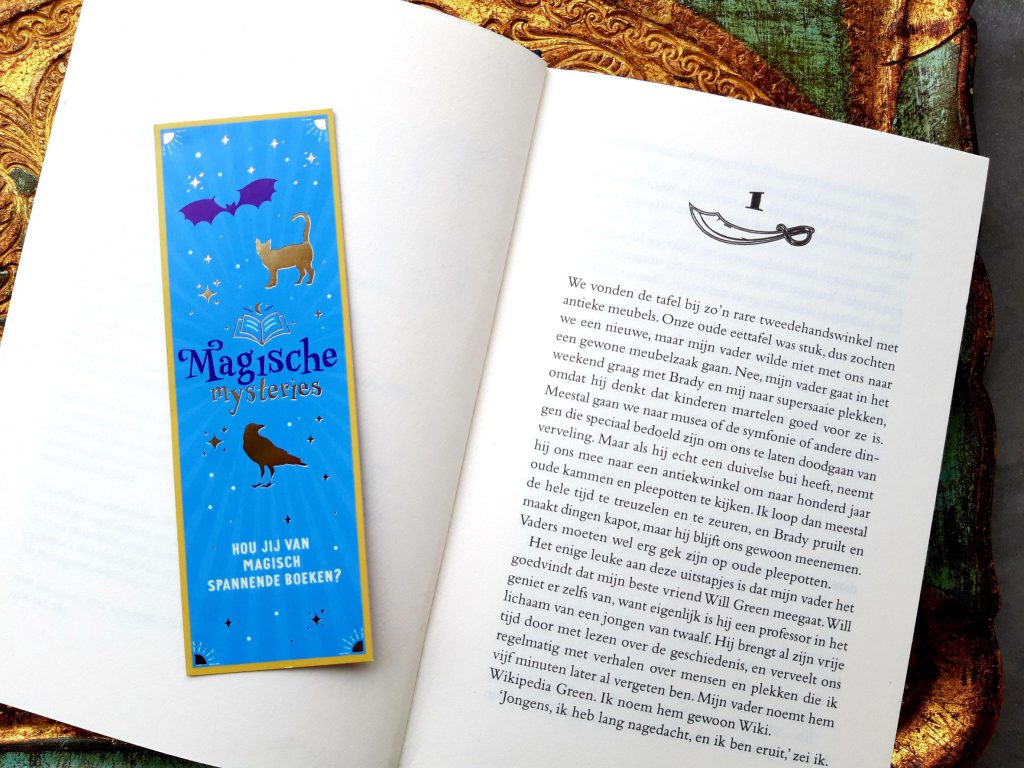 Magische
mysteries
HOU JIJ VAN
MAGISCH
SPANNENDE BOEKEN?
1
We vonden de tafel bij zo'n rare tweedehandswinkel met
antieke meubels. Onze oude eettafel was stuk, dus zochten
we een nieuwe, maar mijn vader wilde niet met ons naar
een gewone meubelzaak gaan. Nee, mijn vader gaat in het
weekend graag met Brady en mij naar supersaaie plekken,
omdat hij denkt dat kinderen martelen goed voor ze is.
Meestal gaan we naar musea of de symfonie of andere din-
gen die speciaal bedoeld zijn om ons te laten doodgaan van
verveling. Maar als hij echt een duivelse bui heeft, neemt
hij ons mee naar een antiekwinkel om naar honderd jaar
oude kammen en pleepotten te kijken. Ik loop dan meestal
de hele tijd te treuzelen en te zeuren, en Brady pruilt en
maakt dingen kapot, maar hij blijft ons gewoon meenemen.
Vaders moeten wel erg gek zijn op oude pleepotten.
Het enige leuke aan deze uitstapjes is dat mijn vader het
goedvindt dat mijn beste vriend Will Green meegaat. Will
geniet er zelfs van, want eigenlijk is hij een professor in het
lichaam van een jongen van twaalf. Hij brengt al zijn vrije
tijd door met lezen over de geschiedenis, en verveelt ons
regelmatig met verhalen over mensen en plekken die ik
vijf minuten later al vergeten ben. Mijn vader noemt hem
Wikipedia Green. Ik noem hem gewoon Wiki.
'Jongens, ik heb lang nagedacht, en ik ben eruit,' zei ik.